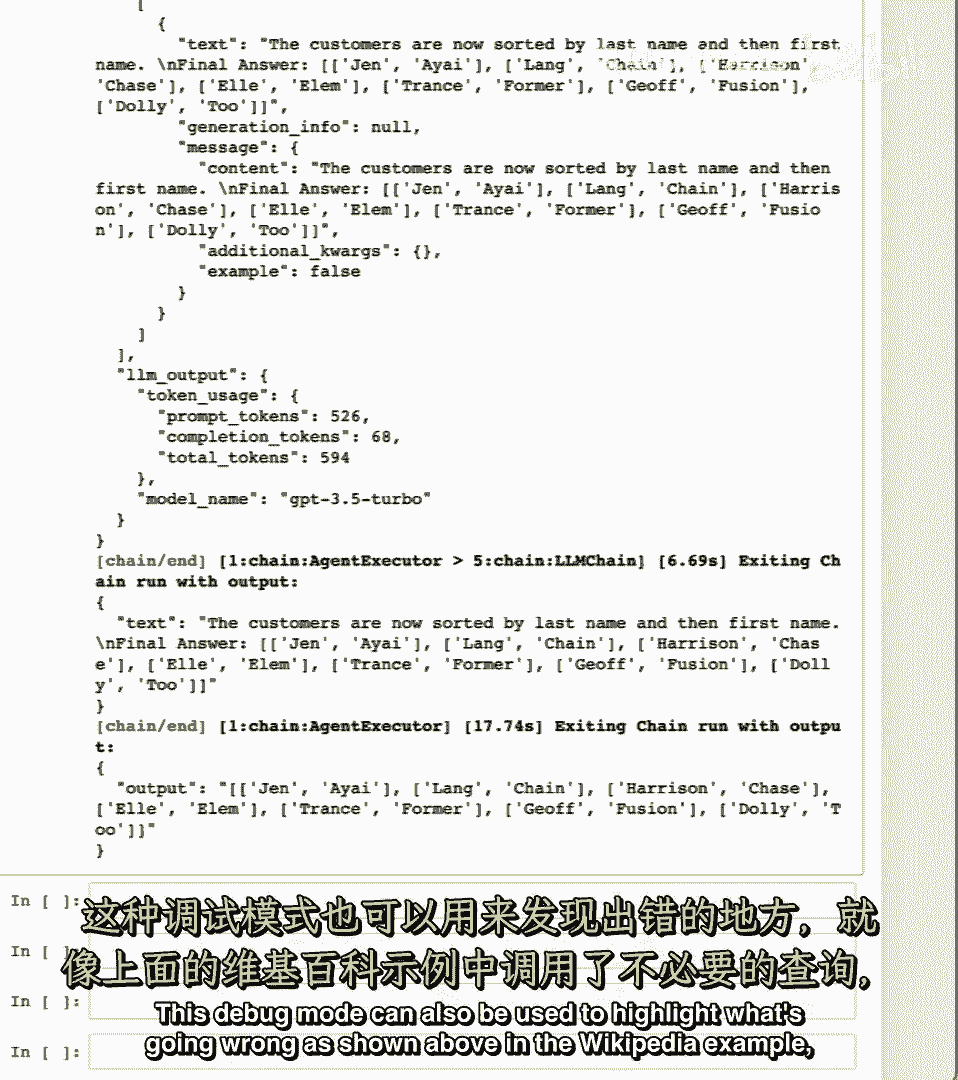 [
{
"text": "The customers are now sorted by last name and then first
name. \nFinal Answer: [['Jen', 'Ayai'], ['Lang', 'Chain'], ['Harrison',
'Chase'], ['Elle', 'Elem'], ['Trance', 'Former'], ['Geoff', 'Fusion'],
['Dolly', 'Too']]",
"generation_info": null,
"message": {
"content": "The customers are now sorted by last name and then
first name. \nFinal Answer: [['Jen', 'Ayai'], ['Lang', 'Chain'], ['Harris
on', 'Chase'], ['Elle', 'Elem'], ['Trance', 'Former'], ['Geoff', 'Fusio
n'], ['Dolly', 'Too']]",
"additional_kwargs": {},
"example": false
}
}
]
],
"llm_output": {
"token_usage": {
"prompt_tokens": 526,
"completion_tokens": 68,
"total_tokens": 594
},
"model_name": "gpt-3.5-turbo"
}
}
[chain/end] [1:chain:AgentExecutor > 5:chain:LLMChain] [6.69s] Exiting Ch
ain run with output:
{
"text": "The customers are now sorted by last name and then first name.
\nFinal Answer: [['Jen', 'Ayai'], ['Lang', 'Chain'], ['Harrison', 'Chas
e'], ['Elle', 'Elem'], ['Trance', 'Former'], ['Geoff', 'Fusion'], ['Doll
y', 'Too']]"
}
[chain/end] [1:chain:AgentExecutor] [17.74s] Exiting Chain run with outpu
t:
{
"output": "[['Jen', 'Ayai'], ['Lang', 'Chain'], ['Harrison', 'Chase'],
['Elle', 'Elem'], ['Trance', 'Former'], ['Geoff', 'Fusion'], ['Dolly', 'T
oo']]"
}
In [ ]:
这种调试模式也可以用来发现出错的地方，就
In [ ]:
像上面的维基百科示例中调用了不必要的查询,
In [ ]:
This debug mode can also be used to highlight what's
In [ ]:
going wrong as shown above in the Wikipedia example,